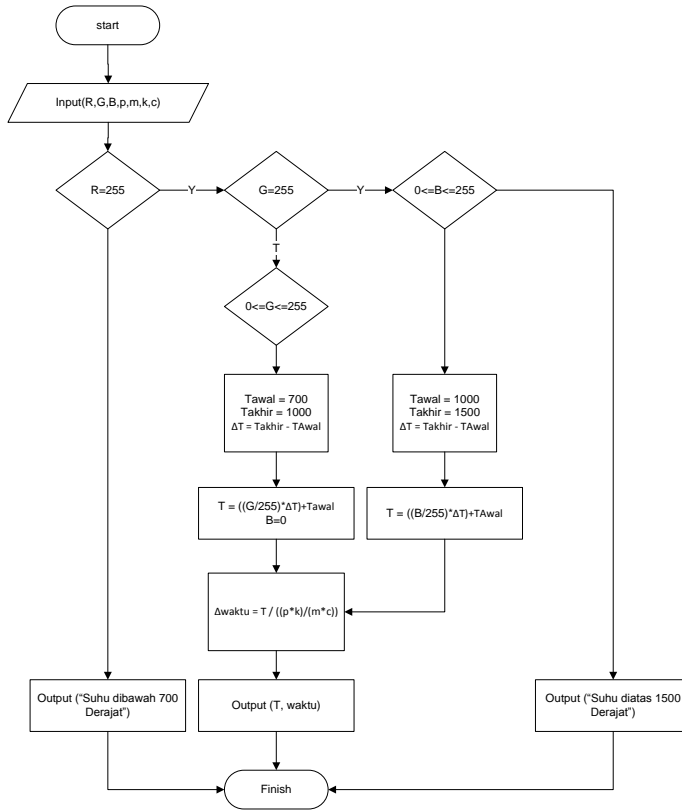 start
Input(R,G,B,p,m,k,c)
R=255
Y
G=255
Y
0<=B<=255
T
0<=G<=255
Tawal = 700
Takhir = 1000
ΔT = Takhir - TAwal
Tawal = 1000
Takhir = 1500
ΔT = Takhir - TAwal
T = ((G/255)*ΔT)+Tawal
B=0
T = ((B/255)*ΔT)+TAwal
Δwaktu = T / ((p*k)/(m*c))
Output (“Suhu dibawah 700
Derajat”)
Output (T, waktu)
Output (“Suhu diatas 1500
Derajat”)
Finish